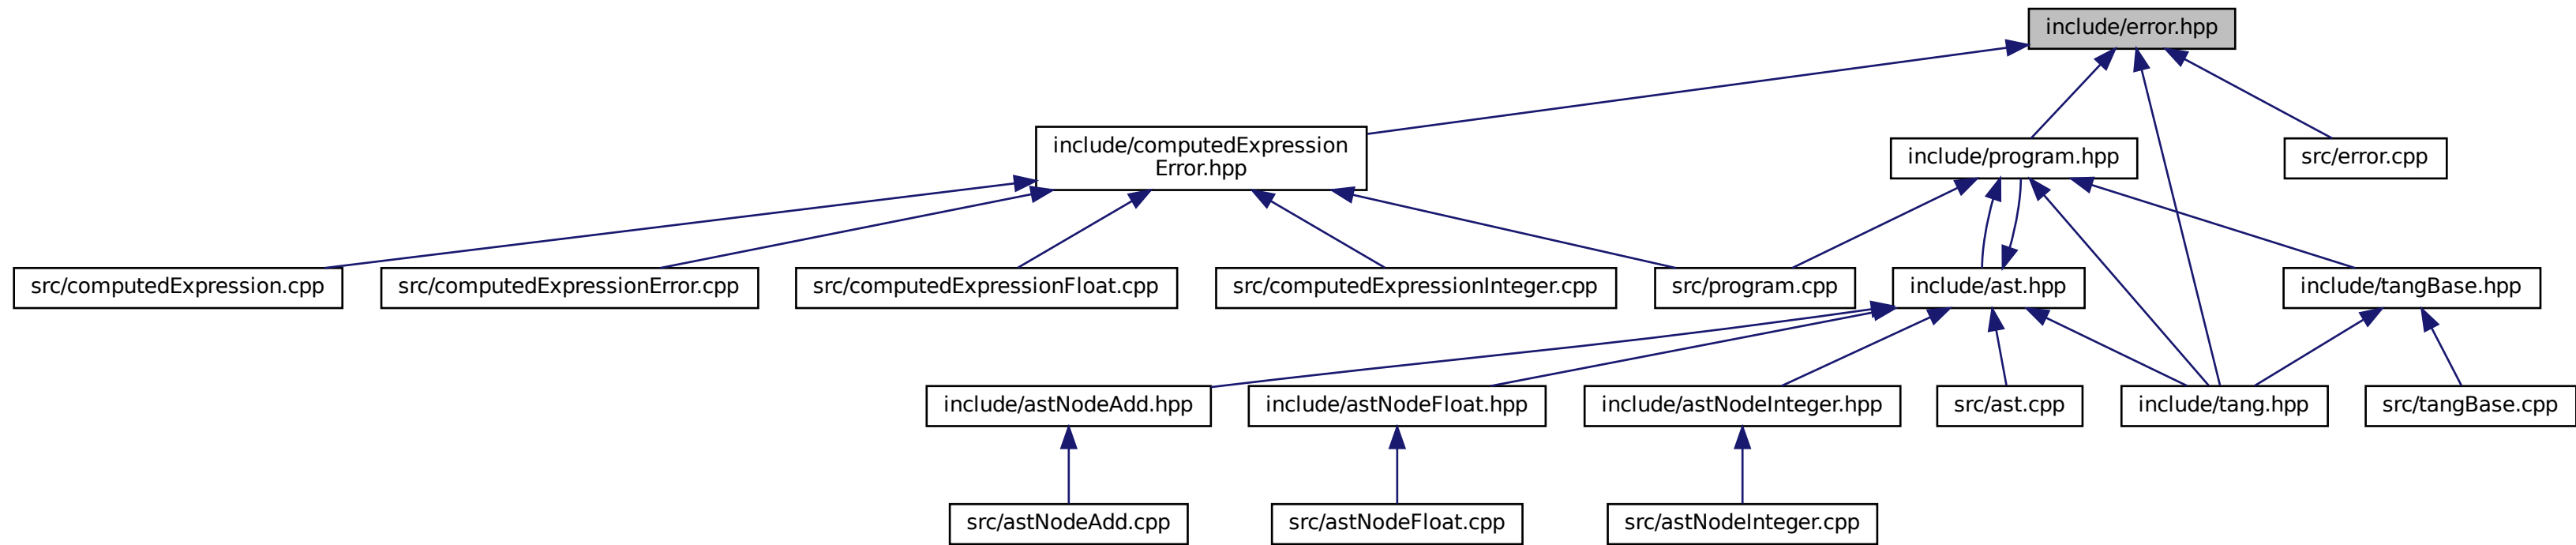 include/error.hpp
include/computedExpression
Error.hpp
include/program.hpp
src/error.cpp
src/computedExpression.cpp
src/computedExpressionError.cpp
src/computedExpressionFloat.cpp
src/computedExpressionInteger.cpp
src/program.cpp
include/ast.hpp
include/tangBase.hpp
include/astNodeAdd.hpp
include/astNodeFloat.hpp
include/astNodeInteger.hpp
src/ast.cpp
include/tang.hpp
src/tangBase.cpp
src/astNodeAdd.cpp
src/astNodeFloat.cpp
src/astNodeInteger.cpp